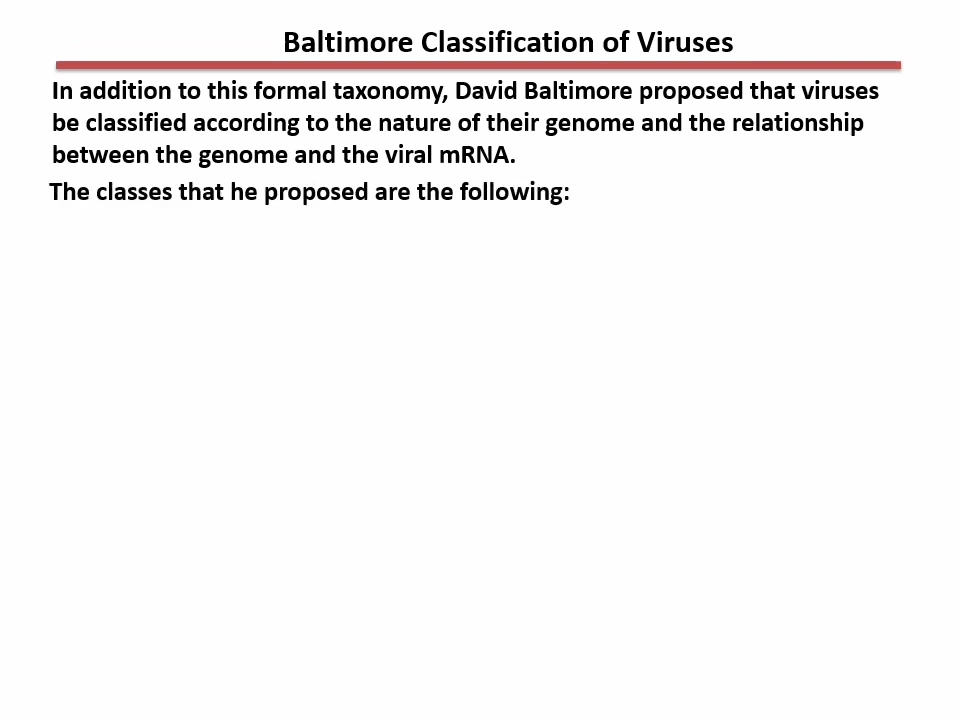 Baltimore Classification of Viruses
In addition to this formal taxonomy, David Baltimore proposed that viruses
be classified according to the nature of their genome and the relationship
between the genome and the viral mRNA.
The classes that he proposed are the following: